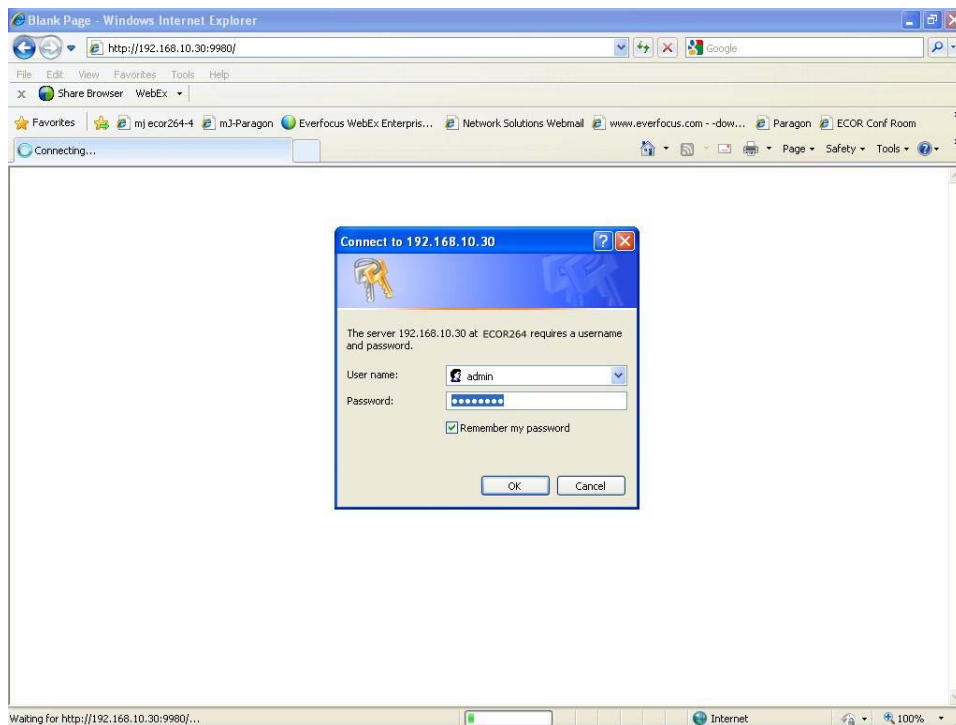 Blank Page - Windows Internet Explorer
http://192.168.10.30:9980/
Google
File Edit View Favorites Tools Help
x Share Browser WebEx
Favorites mj ecor264-4 mJ-Paragon Everfocus WebEx Enterpris... Network Solutions Webmail www.everfocus.com - -dow... Paragon ECOR Conf Room
Connecting...
Page Safety Tools
Connect to 192.168.10.30
The server 192.168.10.30 at ECOR264 requires a username
and password.
User name: admin
Password: ••••••••
Remember my password
OK Cancel
Waiting for http://192.168.10.30:9980/... Internet 100%